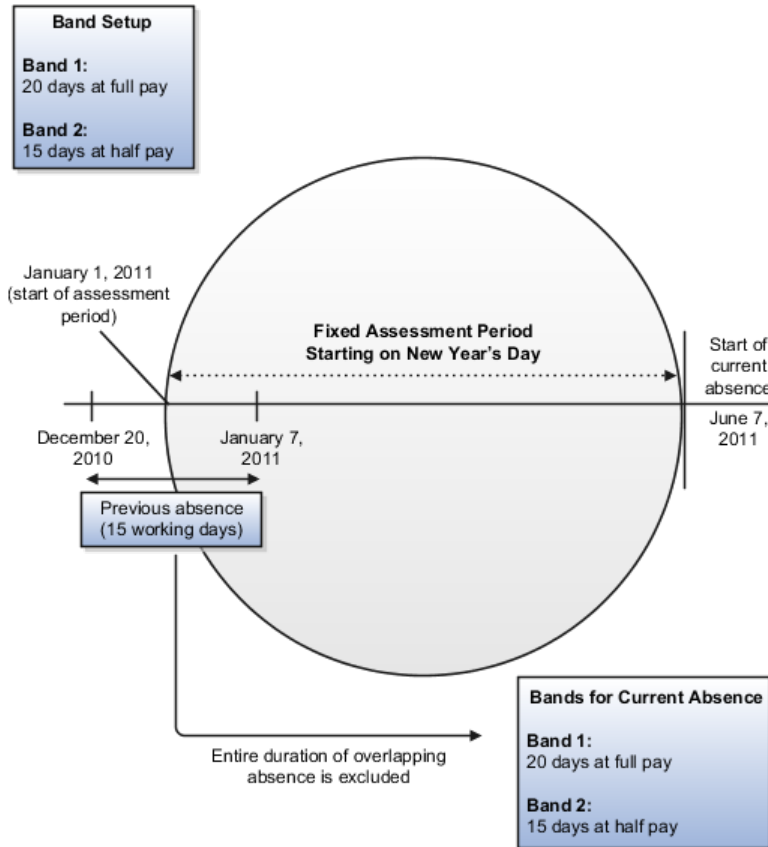 Band Setup
Band 1:
20 days at full pay
Band 2:
15 days at half pay
January 1, 2011
(start of assessment
period)
Fixed Assessment Period
Starting on New Year's Day
Start of
current
absence
June 7,
2011
December 20,
2010
January 7,
2011
Previous absence
(15 working days)
Entire duration of overlapping
absence is excluded
Bands for Current Absence
Band 1:
20 days at full pay
Band 2:
15 days at half pay